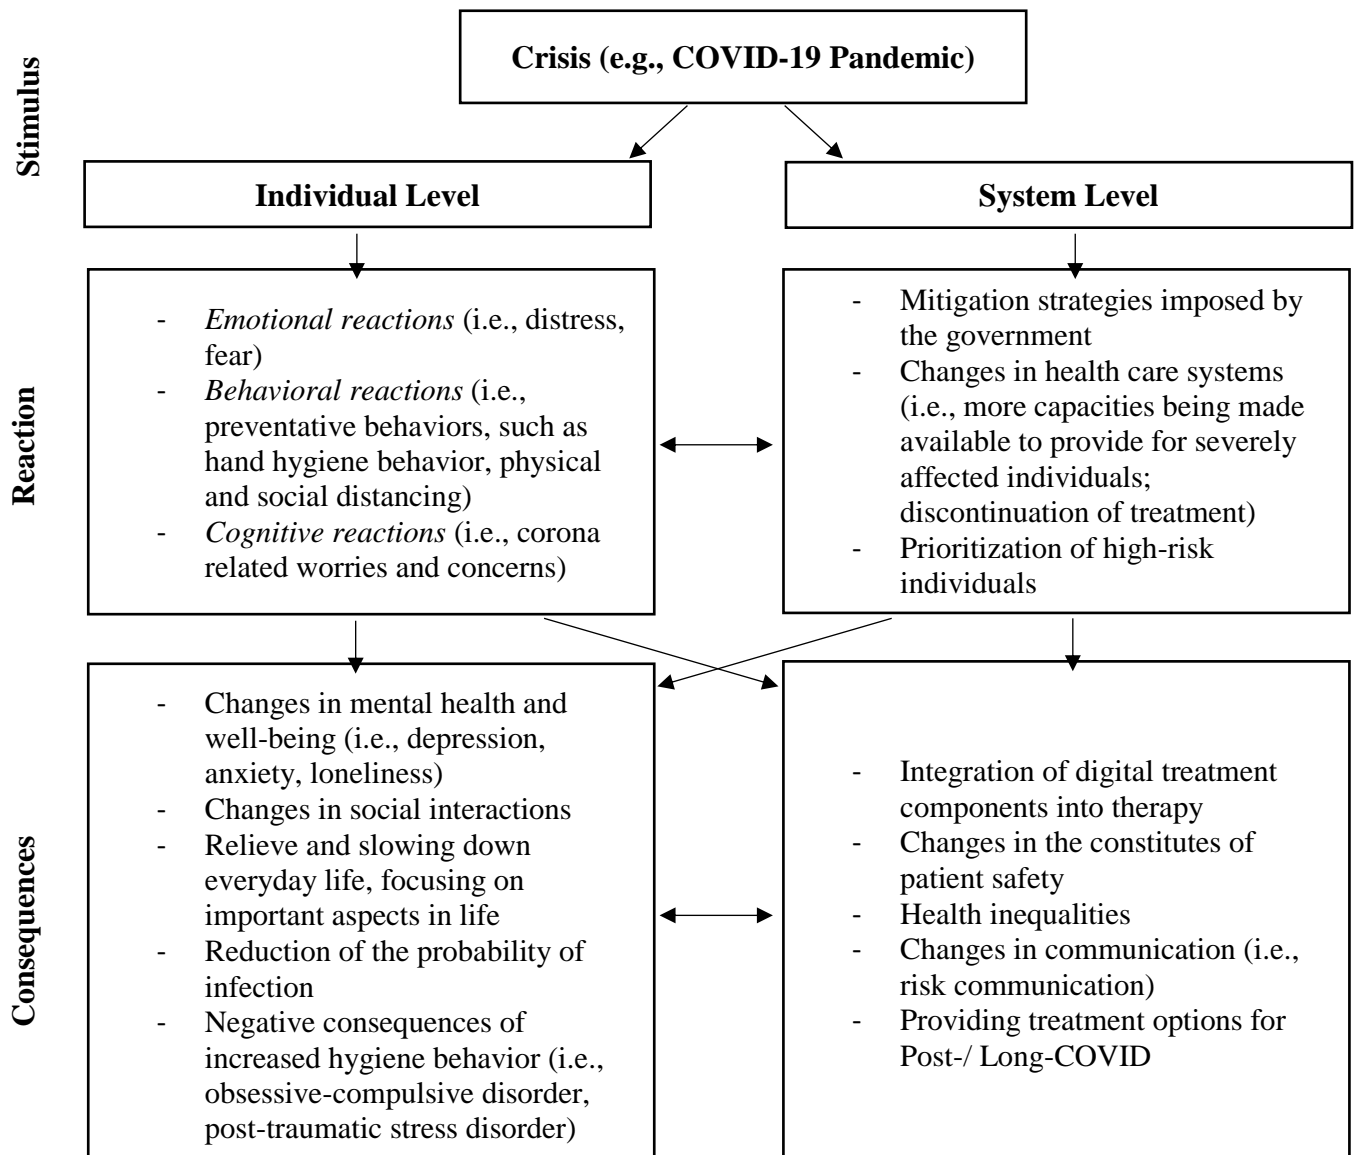 Stimulus
Crisis (e.g., COVID-19 Pandemic)
Individual Level
System Level
Reaction
- Emotional reactions (i.e., distress,
fear)
- Behavioral reactions (i.e.,
preventative behaviors, such as
hand hygiene behavior, physical
and social distancing)
- Cognitive reactions (i.e., corona
related worries and concerns)
- Mitigation strategies imposed by
the government
- Changes in health care systems
(i.e., more capacities being made
available to provide for severely
affected individuals;
discontinuation of treatment)
- Prioritization of high-risk
individuals
Consequences
- Changes in mental health and
well-being (i.e., depression,
anxiety, loneliness)
- Changes in social interactions
- Relieve and slowing down
everyday life, focusing on
important aspects in life
- Reduction of the probability of
infection
- Negative consequences of
increased hygiene behavior (i.e.,
obsessive-compulsive disorder,
post-traumatic stress disorder)
- Integration of digital treatment
components into therapy
- Changes in the constitutes of
patient safety
- Health inequalities
- Changes in communication (i.e.,
risk communication)
- Providing treatment options for
Post-/ Long-COVID